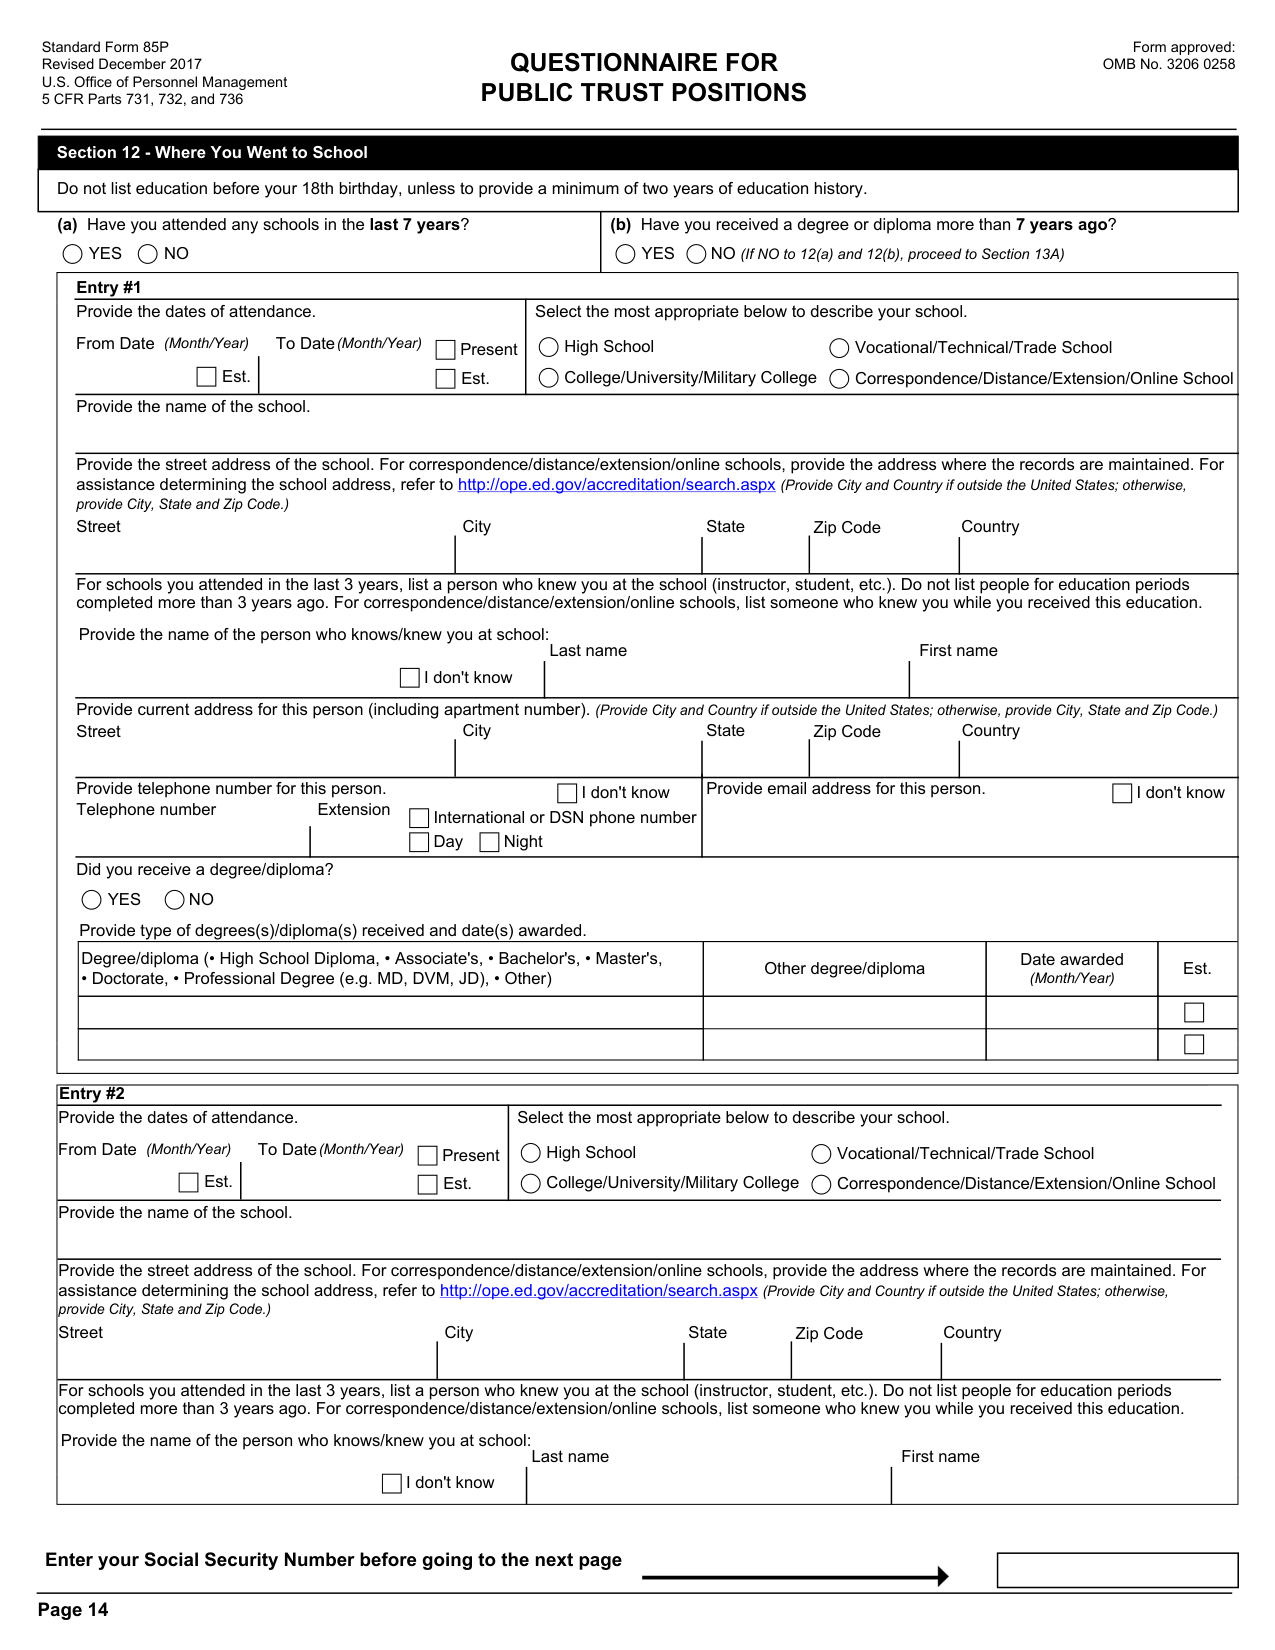 Standard Form 85P
Revised December 2017
U.S. Office of Personnel Management
5 CFR Parts 731, 732, and 736
QUESTIONNAIRE FOR
PUBLIC TRUST POSITIONS
Form approved:
OMB No. 3206 0258
Section 12 - Where You Went to School
Do not list education before your 18th birthday, unless to provide a minimum of two years of education history.
(a) Have you attended any schools in the last 7 years?
YES NO
(b) Have you received a degree or diploma more than 7 years ago?
YES NO (If NO to 12(a) and 12(b), proceed to Section 13A)
Entry #1
Provide the dates of attendance.
From Date (Month/Year) To Date (Month/Year) Present
Est. Est.
Select the most appropriate below to describe your school.
High School Vocational/Technical/Trade School
College/University/Military College Correspondence/Distance/Extension/Online School
Provide the name of the school.
Provide the street address of the school. For correspondence/distance/extension/online schools, provide the address where the records are maintained. For
assistance determining the school address, refer to http://ope.ed.gov/accreditation/search.aspx (Provide City and Country if outside the United States; otherwise,
provide City, State and Zip Code.)
Street City State Zip Code Country
For schools you attended in the last 3 years, list a person who knew you at the school (instructor, student, etc.). Do not list people for education periods
completed more than 3 years ago. For correspondence/distance/extension/online schools, list someone who knew you while you received this education.
Provide the name of the person who knows/knew you at school:
Last name First name
I don't know
Provide current address for this person (including apartment number). (Provide City and Country if outside the United States; otherwise, provide City, State and Zip Code.)
Street City State Zip Code Country
Provide telephone number for this person. I don't know
Telephone number Extension International or DSN phone number
Day Night
Provide email address for this person. I don't know
Did you receive a degree/diploma?
YES NO
Provide type of degrees(s)/diploma(s) received and date(s) awarded.
Degree/diploma (• High School Diploma, • Associate's, • Bachelor's, • Master's,
• Doctorate, • Professional Degree (e.g. MD, DVM, JD), • Other)
Other degree/diploma
Date awarded
(Month/Year)
Est.
Entry #2
Provide the dates of attendance.
From Date (Month/Year) To Date (Month/Year) Present
Est. Est.
Select the most appropriate below to describe your school.
High School Vocational/Technical/Trade School
College/University/Military College Correspondence/Distance/Extension/Online School
Provide the name of the school.
Provide the street address of the school. For correspondence/distance/extension/online schools, provide the address where the records are maintained. For
assistance determining the school address, refer to http://ope.ed.gov/accreditation/search.aspx (Provide City and Country if outside the United States; otherwise,
provide City, State and Zip Code.)
Street City State Zip Code Country
For schools you attended in the last 3 years, list a person who knew you at the school (instructor, student, etc.). Do not list people for education periods
completed more than 3 years ago. For correspondence/distance/extension/online schools, list someone who knew you while you received this education.
Provide the name of the person who knows/knew you at school:
Last name First name
I don't know
Enter your Social Security Number before going to the next page
Page 14